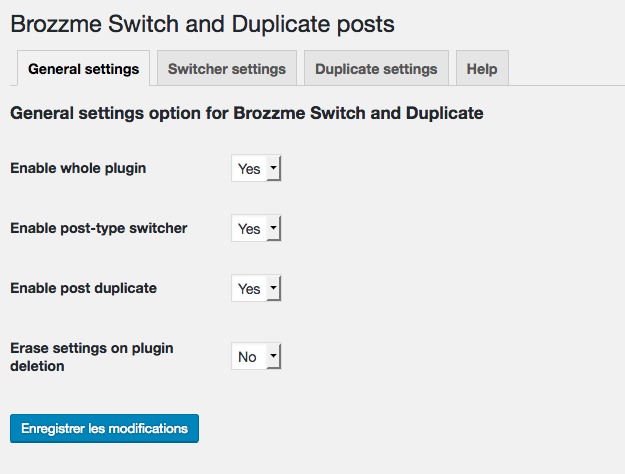 Brozzme Switch and Duplicate posts
General settings Switcher settings Duplicate settings Help
General settings option for Brozzme Switch and Duplicate
Enable whole plugin Yes
Enable post-type switcher Yes
Enable post duplicate Yes
Erase settings on plugin
deletion No
Enregistrer les modifications